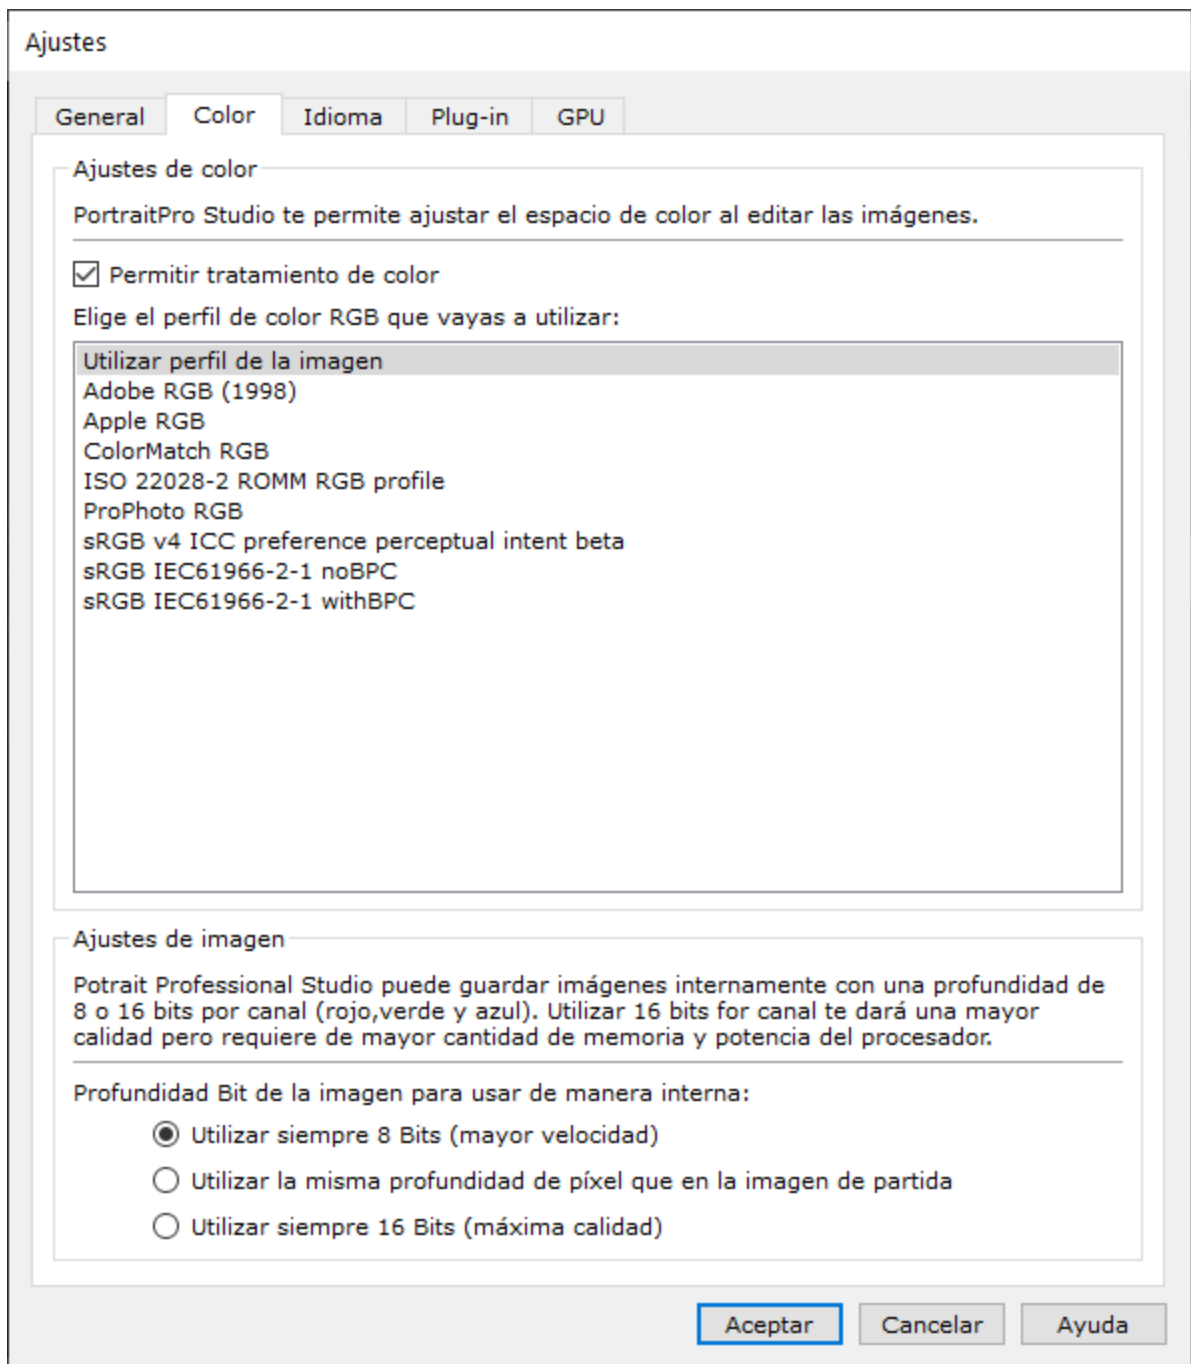 Ajustes
General Color Idioma Plug-in GPU
Ajustes de color
PortraitPro Studio te permite ajustar el espacio de color al editar las imágenes.
Permitir tratamiento de color
Elige el perfil de color RGB que vayas a utilizar:
Utilizar perfil de la imagen
Adobe RGB (1998)
Apple RGB
ColorMatch RGB
ISO 22028-2 ROMM RGB profile
ProPhoto RGB
sRGB v4 ICC preference perceptual intent beta
sRGB IEC61966-2-1 noBPC
sRGB IEC61966-2-1 withBPC
Ajustes de imagen
Potrait Professional Studio puede guardar imágenes internamente con una profundidad de
8 o 16 bits por canal (rojo,verde y azul). Utilizar 16 bits for canal te dará una mayor
calidad pero requiere de mayor cantidad de memoria y potencia del procesador.
Profundidad Bit de la imagen para usar de manera interna:
Utilizar siempre 8 Bits (mayor velocidad)
Utilizar la misma profundidad de píxel que en la imagen de partida
Utilizar siempre 16 Bits (máxima calidad)
Aceptar Cancelar Ayuda